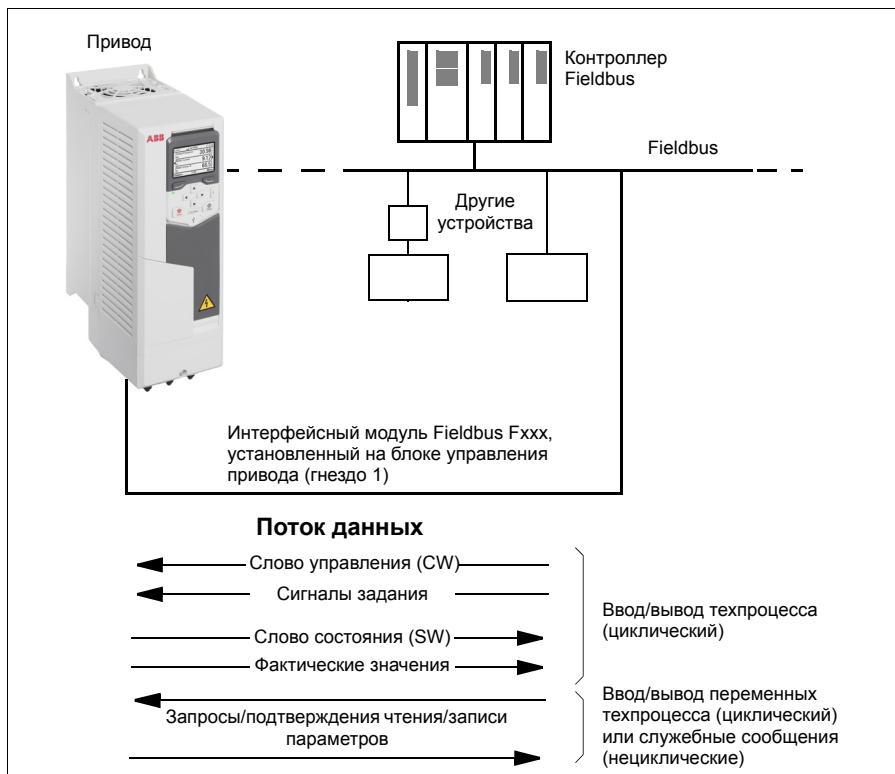 Привод
Контроллер
Fieldbus
ABB
Fieldbus
Другие
устройства
Интерфейсный модуль Fieldbus Fxxx,
установленный на блоке управления
привода (гнездо 1)
Поток данных
Слово управления (CW)
Сигналы задания
Слово состояния (SW)
Фактические значения
Ввод/вывод техпроцесса
(циклический)
Запросы/подтверждения чтения/записи
параметров
Ввод/вывод переменных
техпроцесса (циклический)
или служебные сообщения
(нециклические)